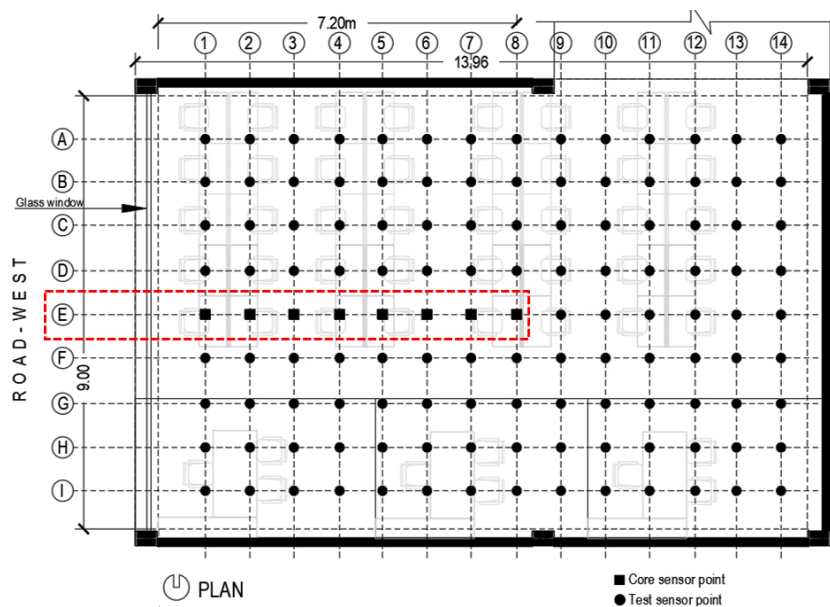 7.20m
1 2 3 4 5 6 7 8 9 10 11 12 13 14
13,96
A
B
Glass window
C
D
ROAD-WEST
E
F
9.00
G
H
I
PLAN
Core sensor point
Test sensor point